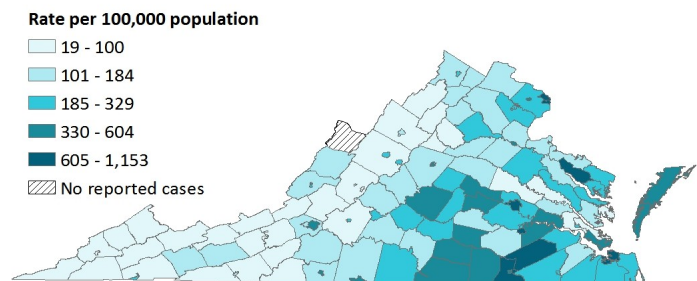 Rate per 100,000 population
19 - 100
101 - 184
185 - 329
330 - 604
605 - 1,153
No reported cases